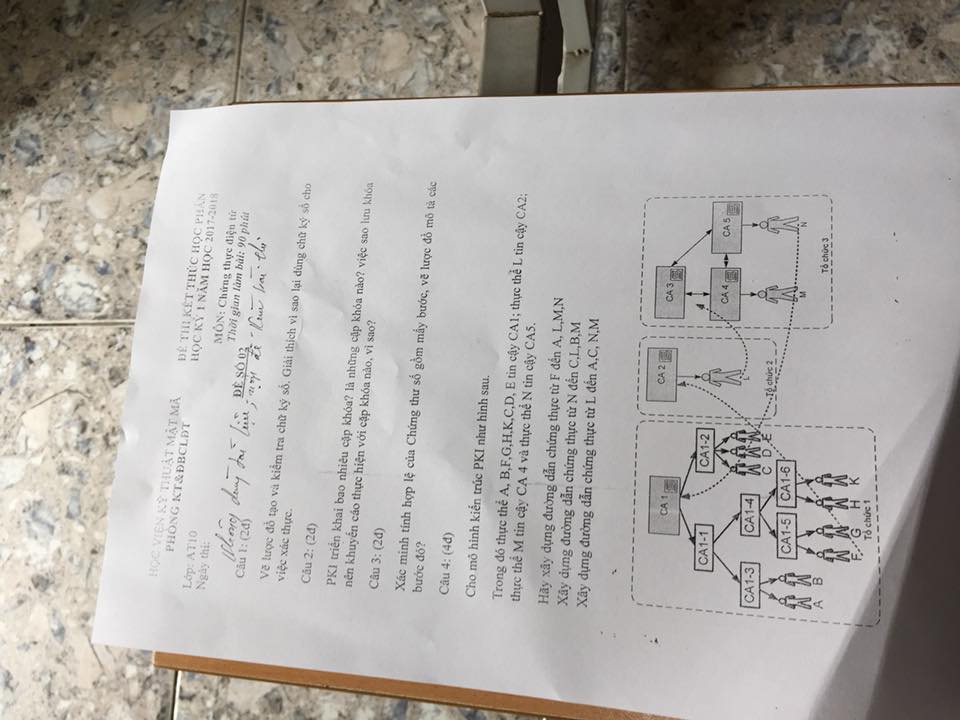 HỌC VIỆN KỸ THUẬT MẬT MÃ
PHÒNG KT&ĐBCLĐT
Lớp: AT10
Ngày thi:
ĐỀ THI KẾT THÚC HỌC PHẦN
HỌC KỲ 1 NĂM HỌC 2017-2018
MÔN: Chứng thực điện tử
Thời gian làm bài: 90 phút
ĐỀ SỐ 02
Không dùng tài liệu, nộp đề kèm bài thi
Câu 1: (2đ)
Vẽ lược đồ tạo và kiểm tra chữ ký số. Giải thích vì sao lại dùng chữ ký số cho
việc xác thực.
Câu 2: (2đ)
PKI triển khai bao nhiêu cặp khóa? là những cặp khóa nào? việc sao lưu khóa
nên khuyến cáo thực hiện với cặp khóa nào, vì sao?
Câu 3: (2đ)
Xác minh tính hợp lệ của Chứng thư số gồm mấy bước, vẽ lược đồ mô tả các
bước đó?
Câu 4: (4đ)
Cho mô hình kiến trúc PKI như hình sau.
Trong đó thực thể A, B,F,G,H,K,C,D, E tin cậy CA1; thực thể L tin cậy CA2;
thực thể M tin cậy CA 4 và thực thể N tin cậy CA5.
Hãy xây dựng đường dẫn chứng thực từ F đến A, L,M,N
Xây dựng đường dẫn chứng thực từ N đến C,L,B,M
Xây dựng đường dẫn chứng thực từ L đến A,C, N,M
CA 1
CA1-1
CA1-2
CA1-3
CA1-4
C D E
CA1-5
CA1-6
A B
F G H K
Tổ chức 1
CA 2
L
Tổ chức 2
CA 3
CA 4
CA 5
M
N
Tổ chức 3